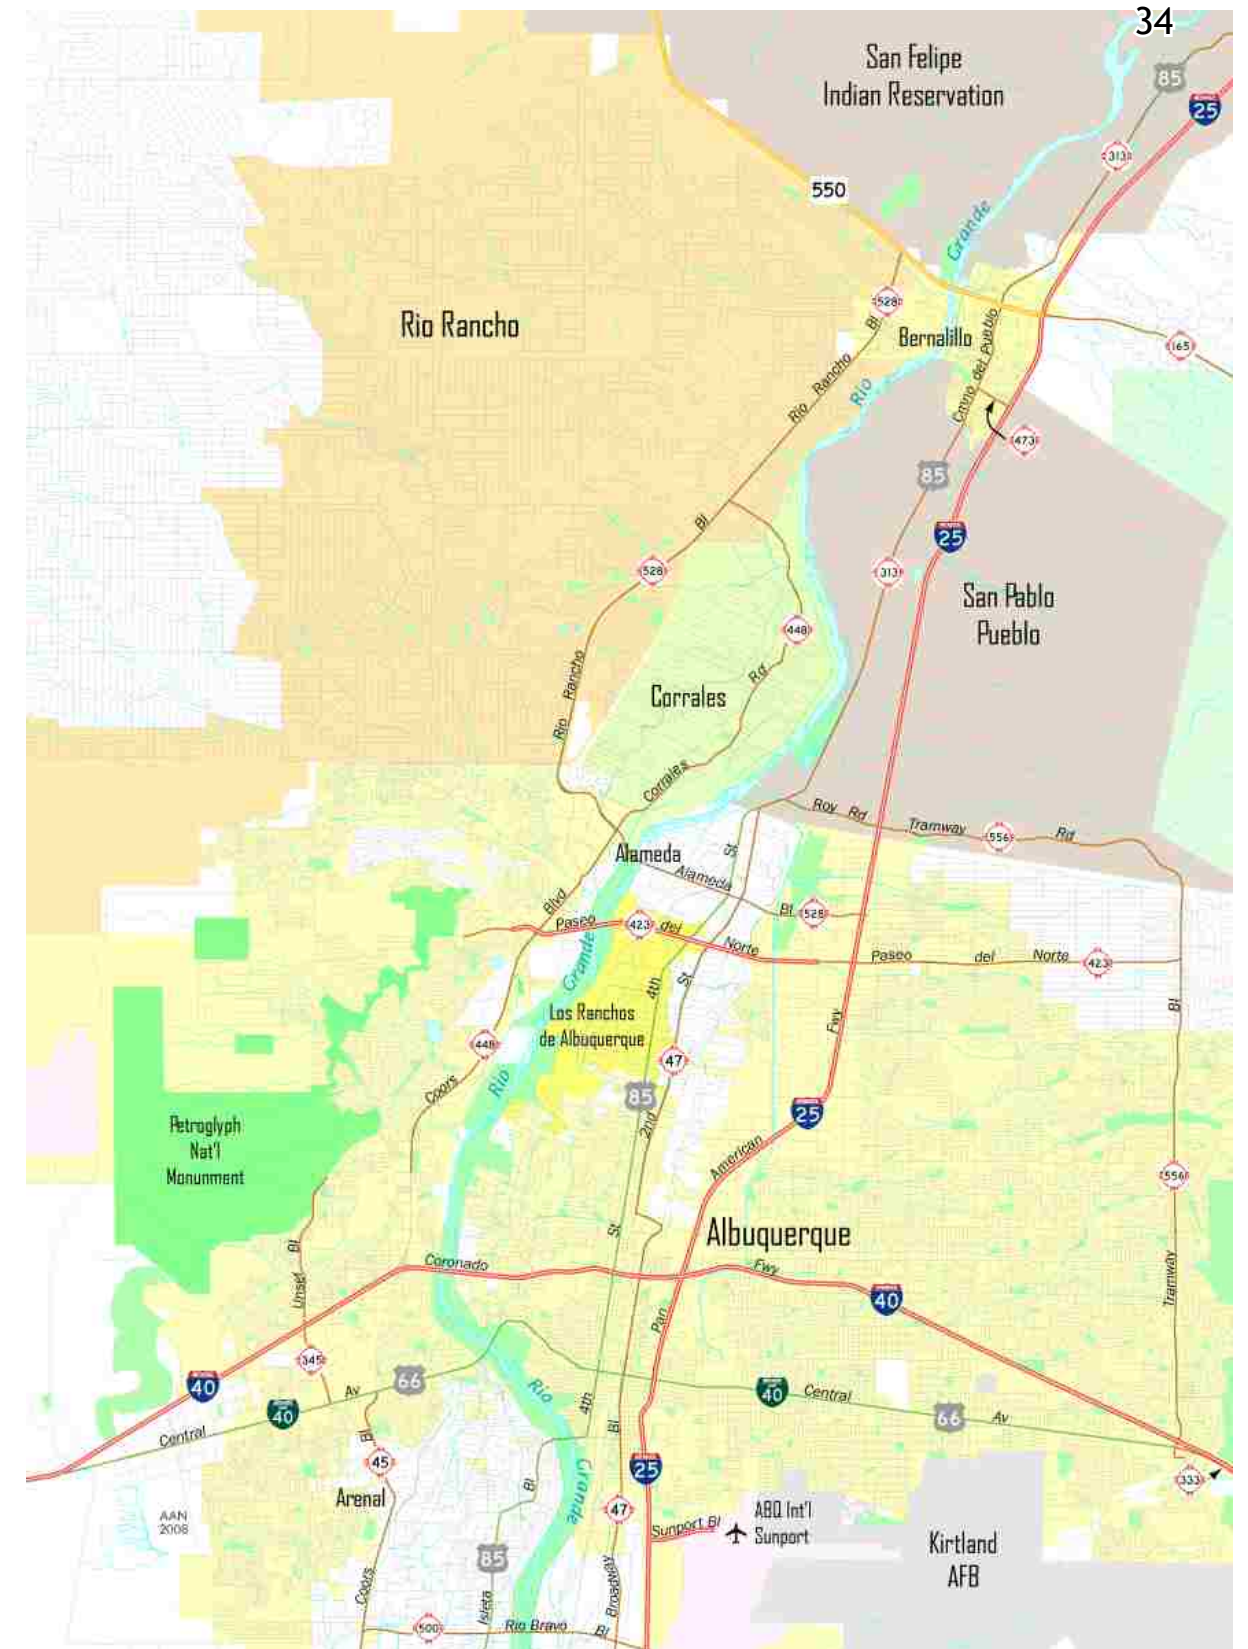 34
San Felipe
Indian Reservation
85
25
313
550
Grande
528
Bl
Rio Rancho
Bernalillo
Cmno del Pueblo
165
Rio Rancho
Rio
473
85
Bl
25
528
313
San Pablo
Pueblo
448
Rd
Rio Rancho
Corrales
Corrales
Roy Rd
Tramway
556
Rd
Alameda
St
Alameda
Blvd
Bl
528
Paseo
423
del
Norte
Paseo
del
Norte
423
Grande
4th
St
Bl
Los Ranchos
de Albuquerque
Fwy
448
47
Rio
Coors
85
25
2nd
Petroglyph
Nat'l
Monunment
American
556
St
Albuquerque
Bl
Coronado
Fwy
Unser
Tramway
40
Pan
345
40
66
Av
40
Central
Rio
40
66
Av
4th
Central
Bl
Bl
45
25
333
Arenal
Bl
Grande
AAN
2008
47
Sunport Bl
ABQ Int'l
Sunport
Kirtland
AFB
85
Coors
Isleta
Broadway
500
Rio Bravo
Bl